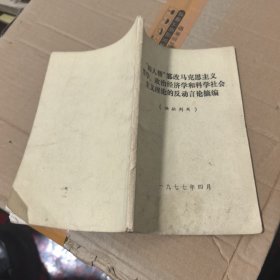 “四人帮”篡改马克思主义
哲学、政治经济学和科学社会
主义理论的反动言论摘编
(供批判用)
一九七七年四月